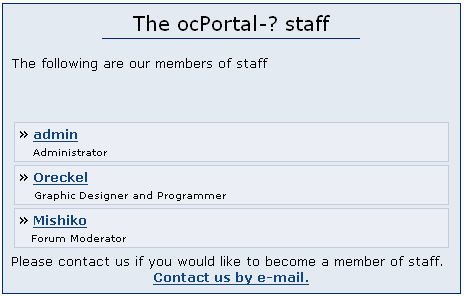 The ocPortal-? staff
The following are our members of staff
» admin
Administrator
» Oreckel
Graphic Designer and Programmer
» Mishiko
Forum Moderator
Please contact us if you would like to become a member of staff.
Contact us by e-mail.